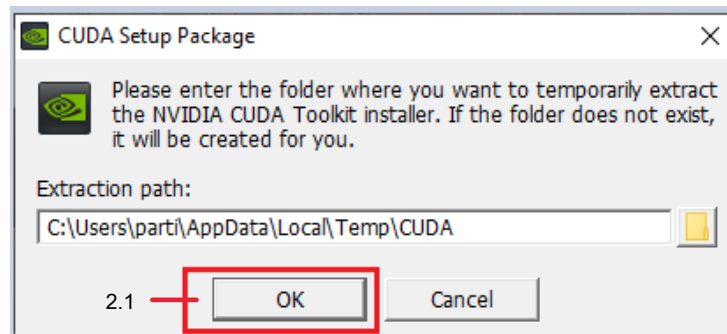 CUDA Setup Package
Please enter the folder where you want to temporarily extract
the NVIDIA CUDA Toolkit installer. If the folder does not exist,
it will be created for you.
Extraction path:
C:\Users\parti\AppData\Local\Temp\CUDA
2.1 OK Cancel